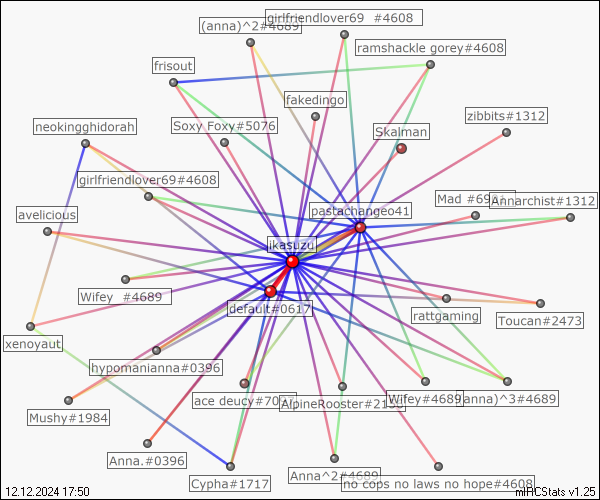 (anna)^2#4689
girlfriendlover69 #4608
ramshackle gorey#4608
frisout
fakedingo
zibbits#1312
neokingghidorah
Soxy Foxy#5076
Skalman
girlfriendlover69#4608
Mad
Annarchist#1312
avelicious
pastachangeo41
ikasuzu
Wifey #4689
default#0617
rattgaming
Toucan#2473
xenoyaut
hypomanianna#0396
Mushy#1984
ace deucy
AlpineRooster
Wifey#4689
(anna)^3#4689
Anna.#0396
Cypha#1717
Anna^2#4689
no cops no laws no hope#4608
12.12.2024 17:50
mIRCStats v1.25